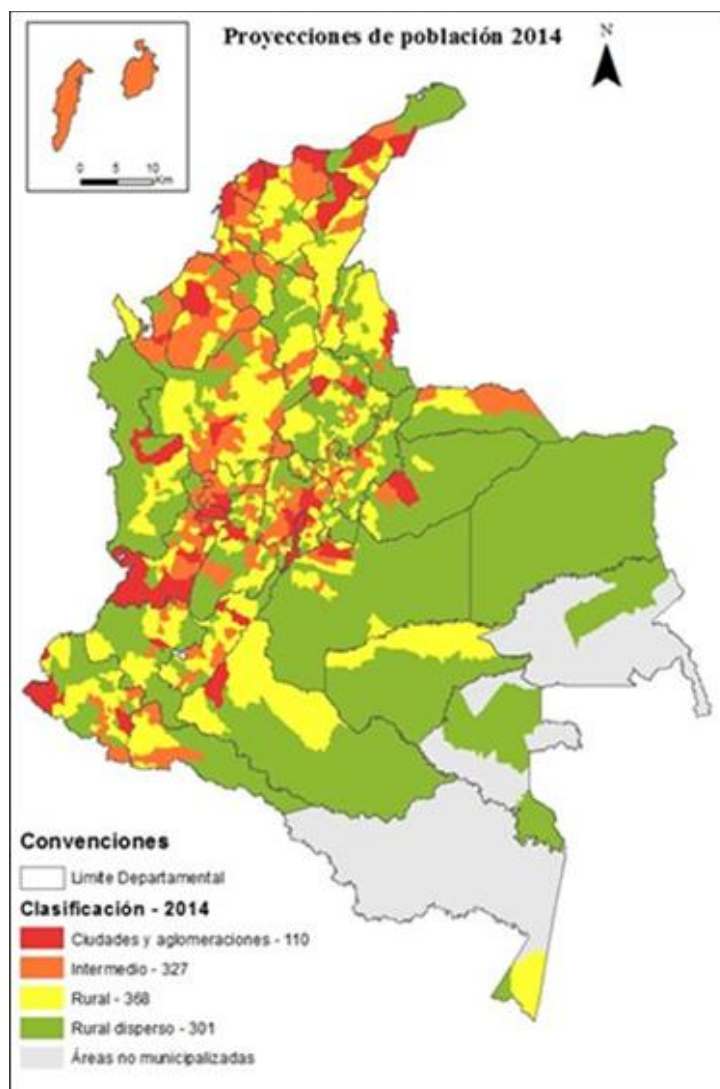 Proyecciones de población 2014
N
0 5 10
Km
Convenciones
Limite Departamental
Clasificación - 2014
Ciudades y aglomeraciones - 110
Intermedio - 327
Rural - 368
Rural disperso - 301
Áreas no municipalizadas